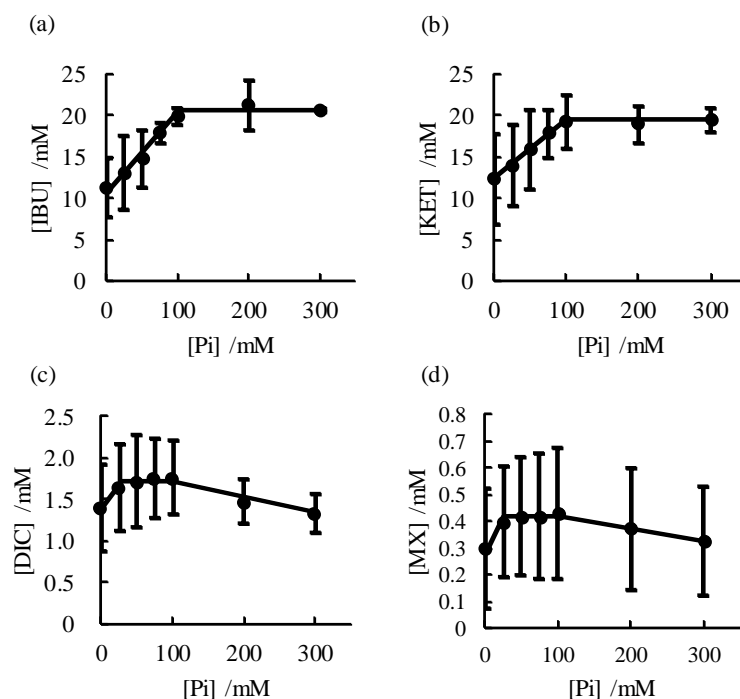 (a)
[IBU] /mM
25
20
15
10
5
0
0 100 200 300
[Pi] /mM
(b)
[KET] /mM
25
20
15
10
5
0
0 100 200 300
[Pi] /mM
(c)
[DIC] /mM
2.5
2.0
1.5
1.0
0.5
0
0 100 200 300
[Pi] /mM
(d)
[MX] /mM
0.8
0.7
0.6
0.5
0.4
0.3
0.2
0.1
0
0 100 200 300
[Pi] /mM